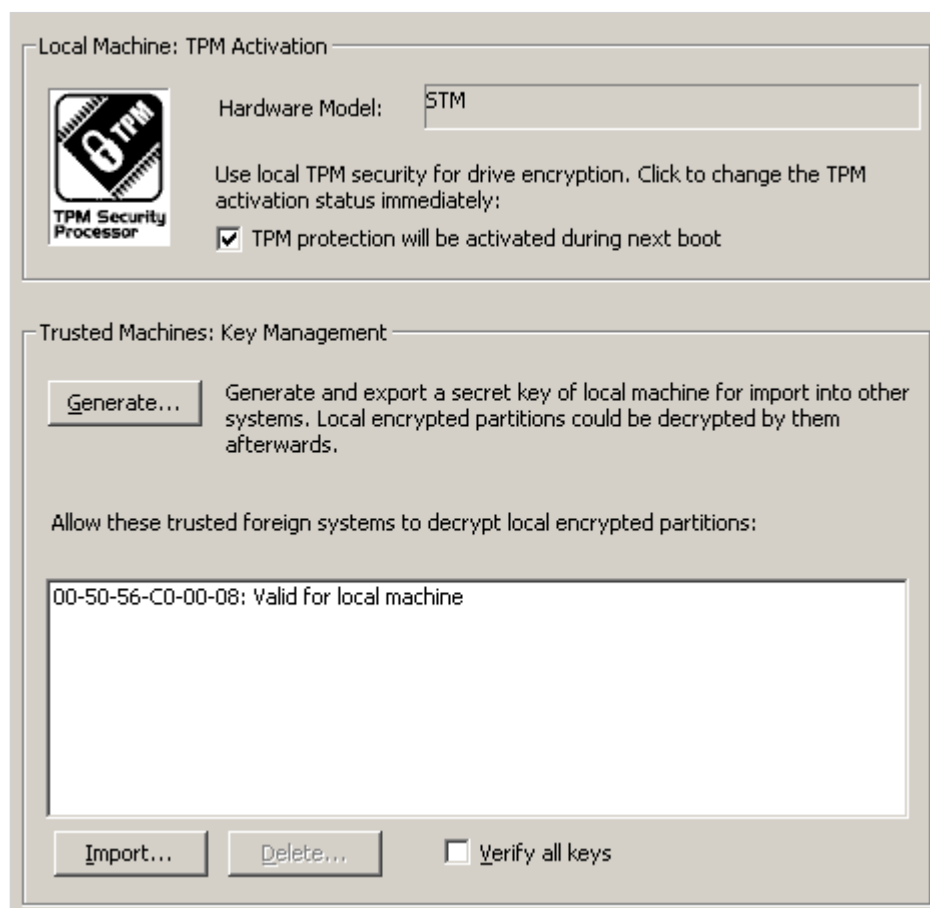 Local Machine: TPM Activation
TPM
TPM Security
Processor
Hardware Model:
STM
Use local TPM security for drive encryption. Click to change the TPM
activation status immediately:
TPM protection will be activated during next boot
Trusted Machines: Key Management
Generate...
Generate and export a secret key of local machine for import into other
systems. Local encrypted partitions could be decrypted by them
afterwards.
Allow these trusted foreign systems to decrypt local encrypted partitions:
00-50-56-C0-00-08: Valid for local machine
Import...
Delete...
Verify all keys